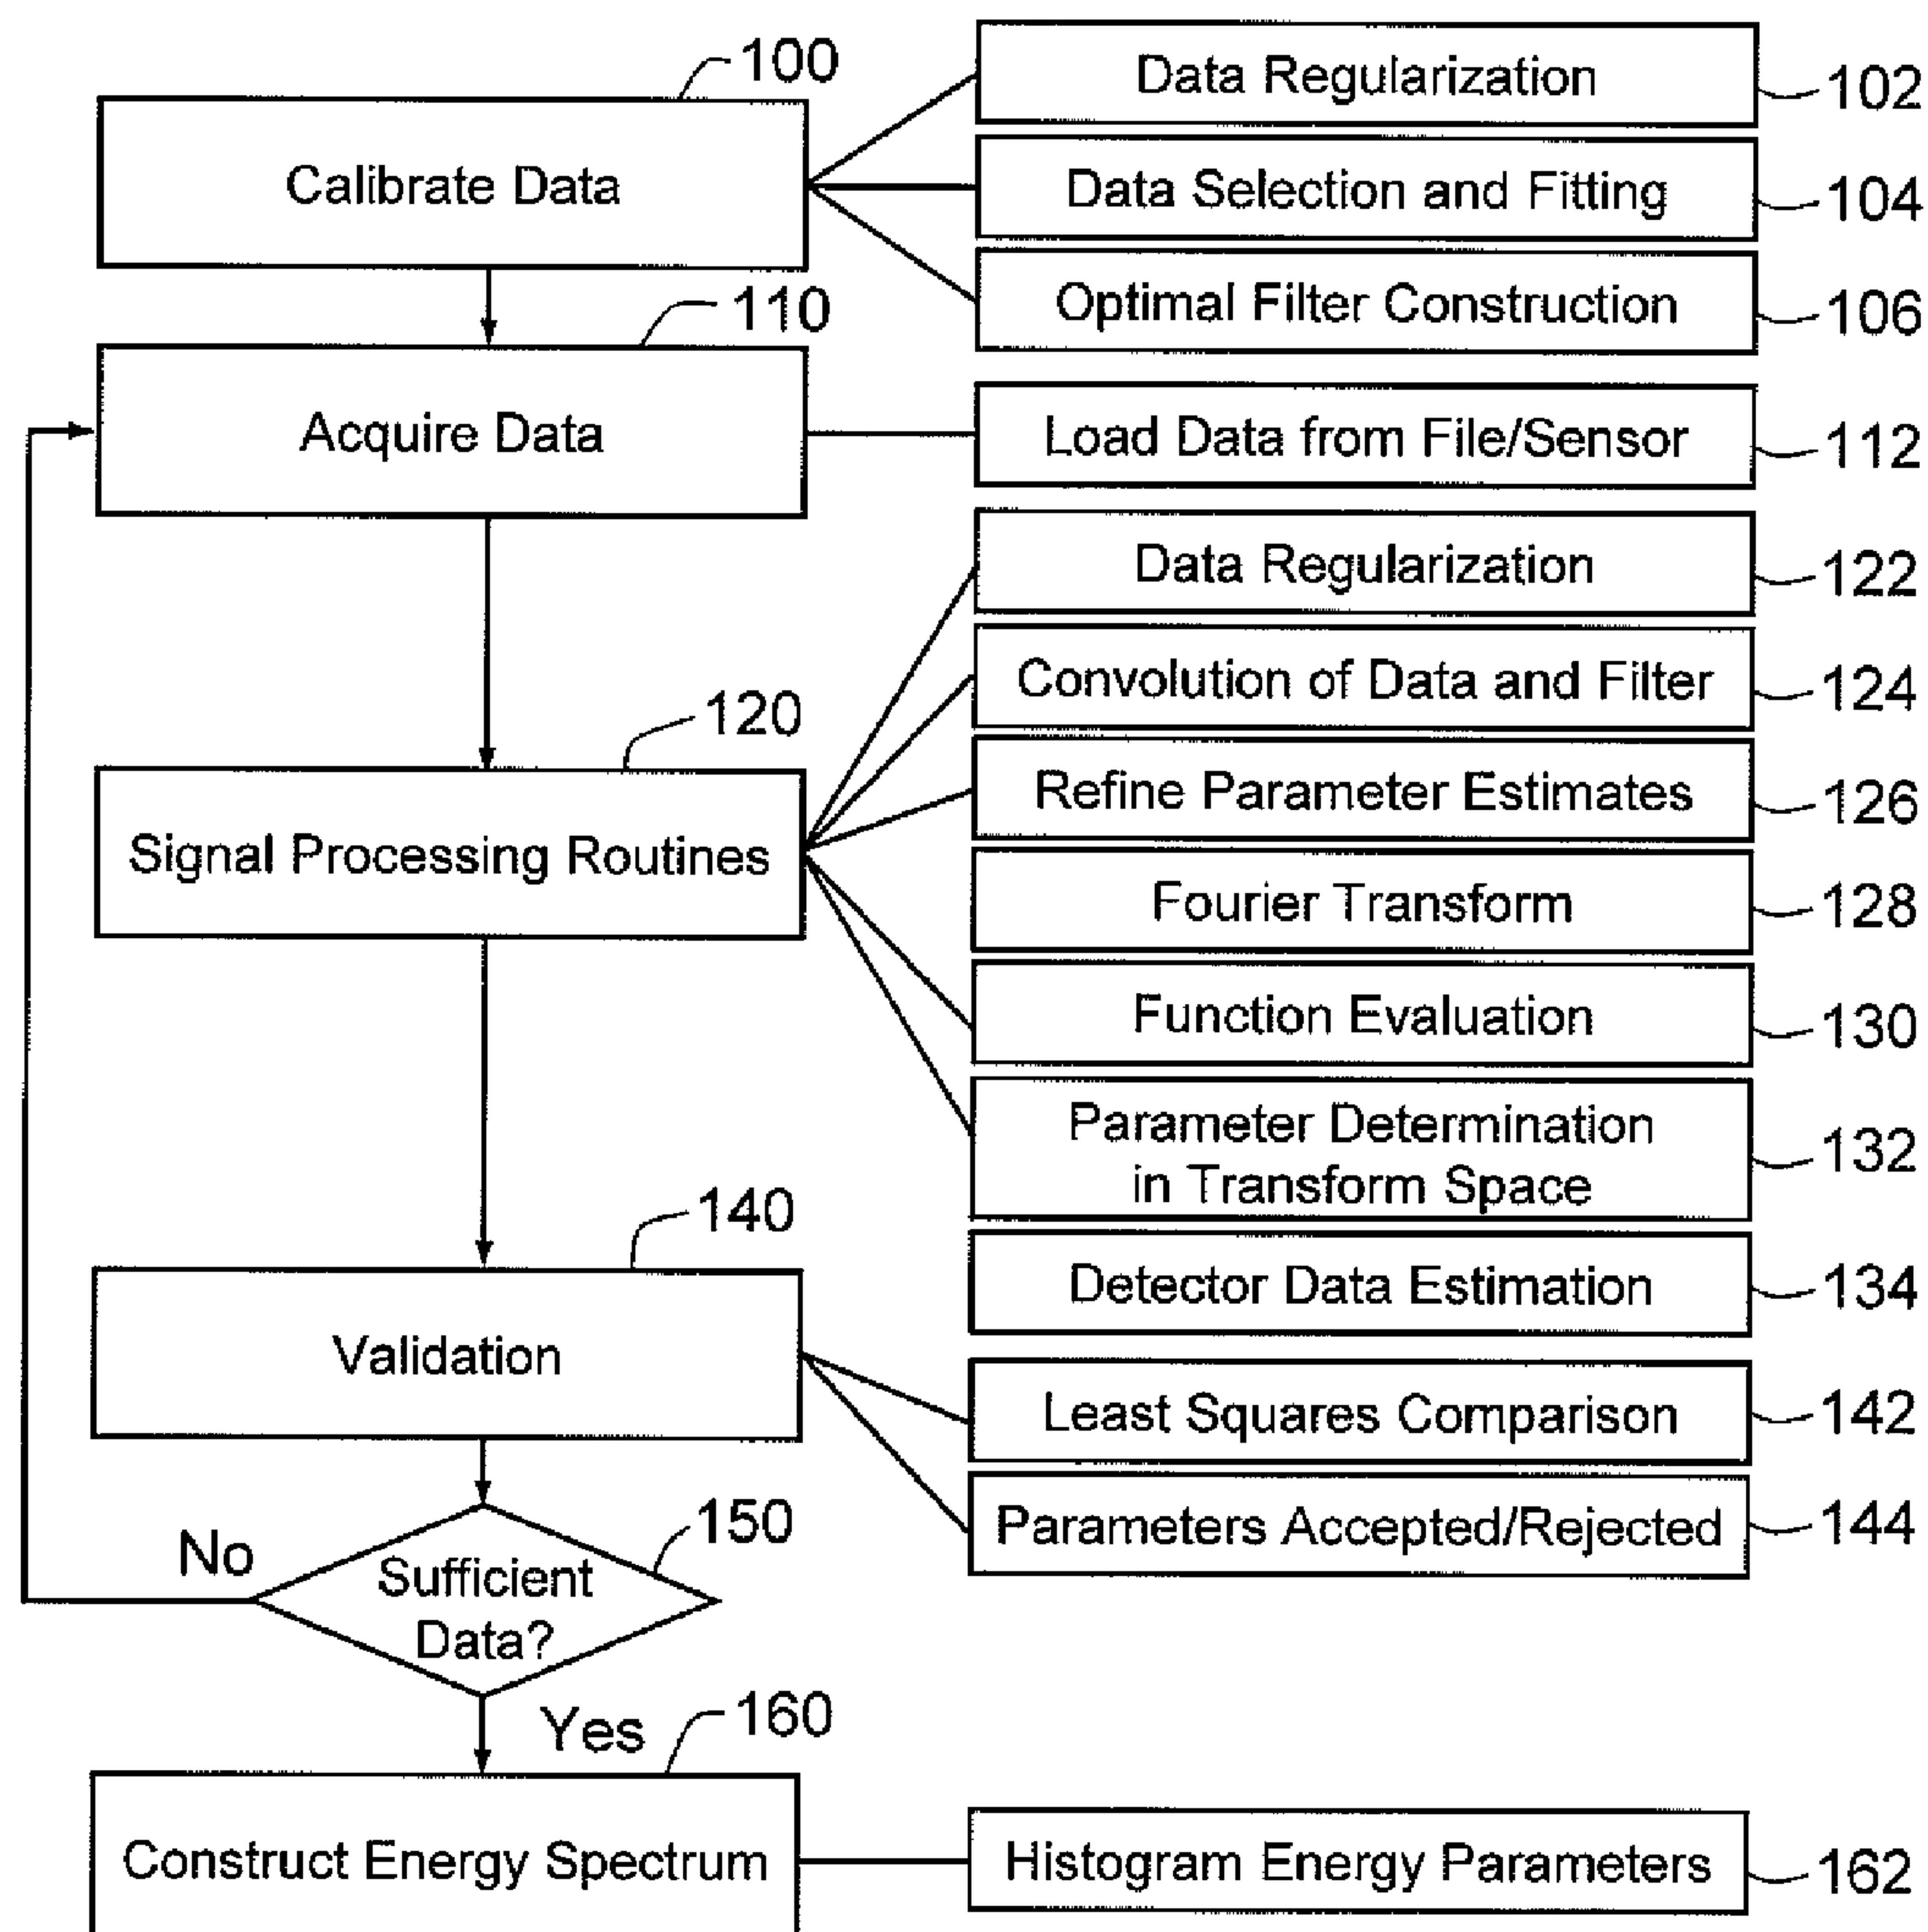 100
Calibrate Data
Data Regularization
102
Data Selection and Fitting
104
Optimal Filter Construction
106
110
Acquire Data
Load Data from File/Sensor
112
120
Signal Processing Routines
Data Regularization
122
Convolution of Data and Filter
124
Refine Parameter Estimates
126
Fourier Transform
128
Function Evaluation
130
Parameter Determination
in Transform Space
132
Detector Data Estimation
134
140
Validation
Least Squares Comparison
142
Parameters Accepted/Rejected
144
150
Sufficient
Data?
No
Yes
160
Construct Energy Spectrum
Histogram Energy Parameters
162